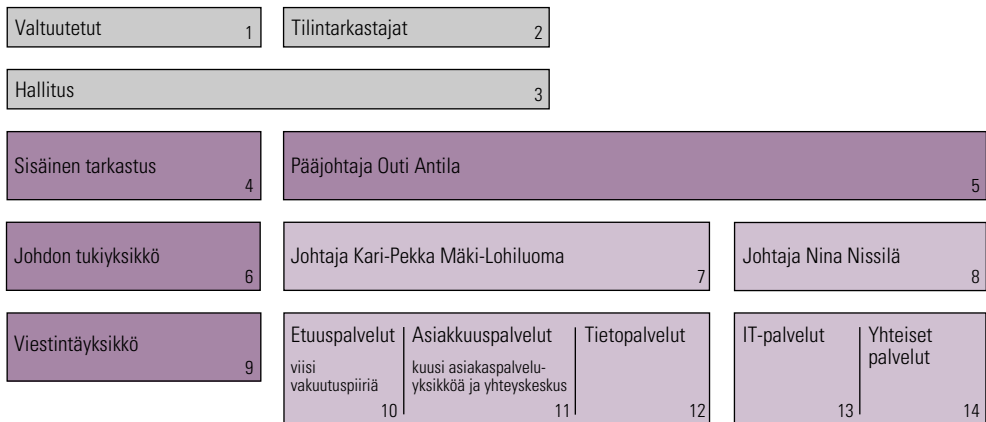 Valtuutetut
1
Tilintarkastajat
2
Hallitus
3
Sisäinen tarkastus
4
Pääjohtaja Outi Antila
5
Johdon tukiyksikkö
6
Johtaja Kari-Pekka Mäki-Lohiluoma
7
Johtaja Nina Nissilä
8
Viestintäyksikkö
9
Etuuspalvelut
viisi
vakuutuspiiriä
10
Asiakkuuspalvelut
kuusi asiakaspalvelu-
yksikköä ja yhteyskeskus
11
Tietopalvelut
12
IT-palvelut
13
Yhteiset
palvelut
14